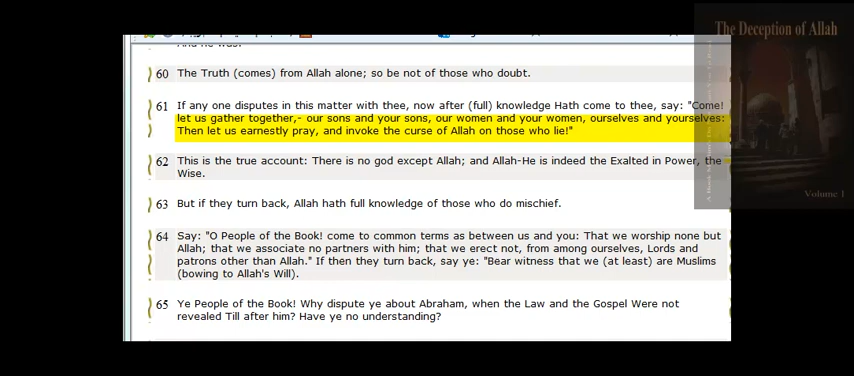 The Deception of Allah
60 The Truth (comes) from Allah alone; so be not of those who doubt.
61 If any one disputes in this matter with thee, now after (full) knowledge Hath come to thee, say: "Come!
let us gather together,- our sons and your sons, our women and your women, ourselves and yourselves:
Then let us earnestly pray, and invoke the curse of Allah on those who lie!"
62 This is the true account: There is no god except Allah; and Allah-He is indeed the Exalted in Power, the
Wise.
Volume 1
63 But if they turn back, Allah hath full knowledge of those who do mischief.
64 Say: "O People of the Book! come to common terms as between us and you: That we worship none but
Allah; that we associate no partners with him; that we erect not, from among ourselves, Lords and
patrons other than Allah." If then they turn back, say ye: "Bear witness that we (at least) are Muslims
(bowing to Allah's Will).
65 Ye People of the Book! Why dispute ye about Abraham, when the Law and the Gospel Were not
revealed Till after him? Have ye no understanding?